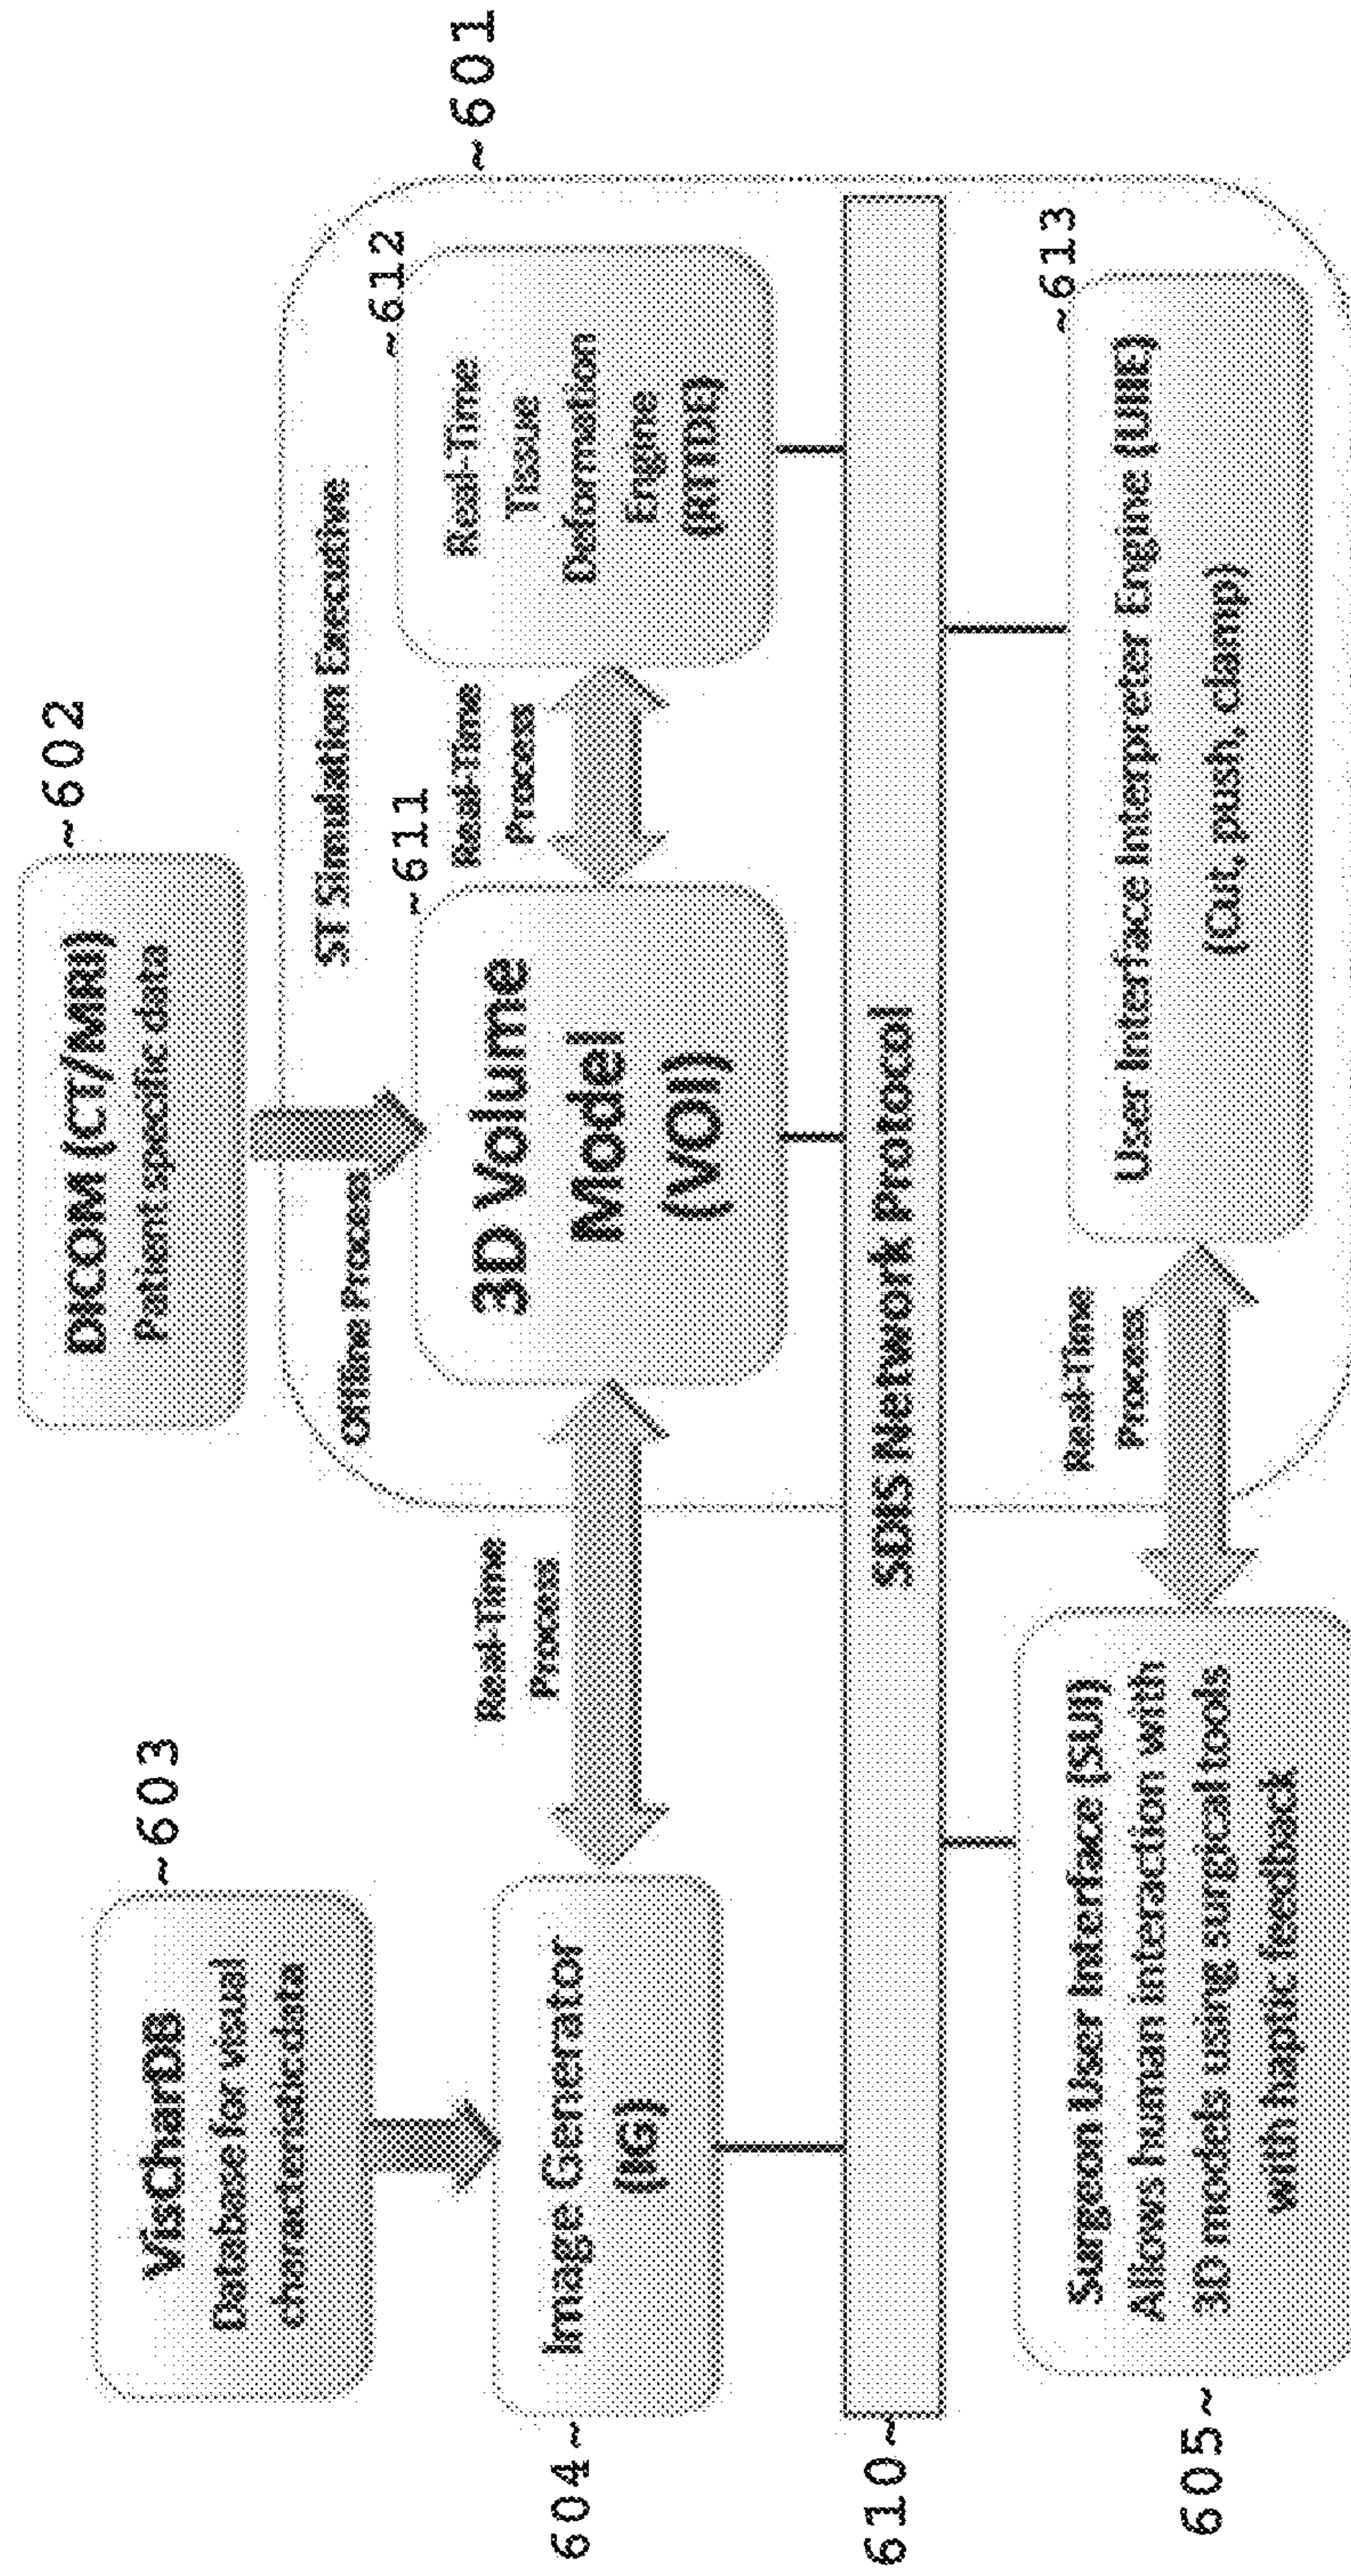 ~602
DICOM (CT/MRI)
Patient specific data
~603
VisCharDB
Database for visual
characteristic data
~601
ST Simulation Executive
Offline Process
~611
3D Volume
Model
(VOI)
Real-Time
Process
~612
Real-Time
Tissue
Deformation
Engine
(RTTDE)
Real-Time
Process
604~
Image Generator
(IG)
610~
SDIS Network Protocol
605~
Surgeon User Interface (SUI)
Allows human interaction with
3D models using surgical tools
with haptic feedback
Real-Time
Process
~613
User Interface Interpreter Engine (UIIE)
(Cut, push, clamp)